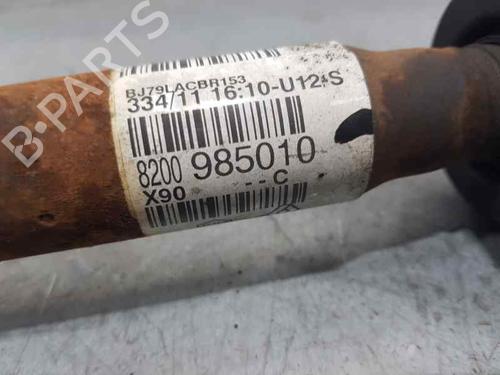 BJ79LACBR153
334/11 16:10-U12:S
8200 985010
X90 -- C
B-PARTS